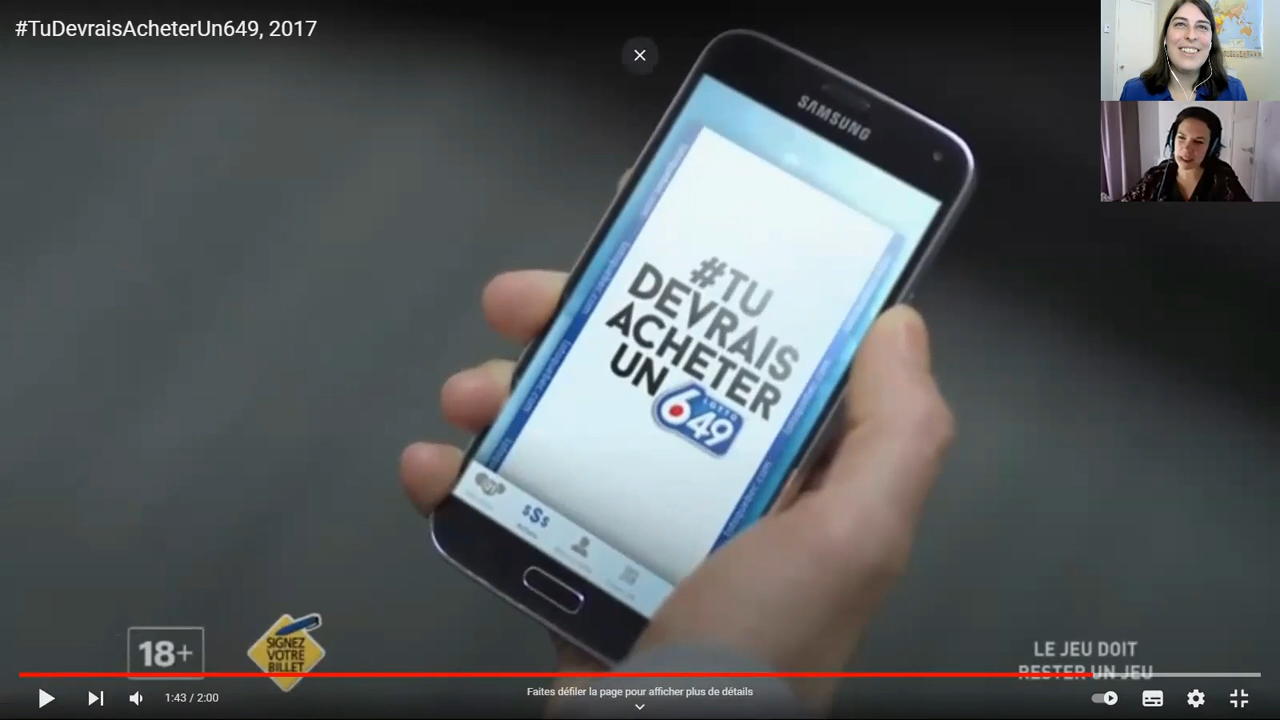 #TuDevraisAcheterUn649, 2017
SAMSUNG
#TU
DEVRAIS
ACHETER
UN
LOTTO
649
$$$
18+
SIGNEZ
VOTRE
BILLET
LE JEU DOIT
RESTER UN JEU
1:43 / 2:00
Faites défiler la page pour afficher plus de détails